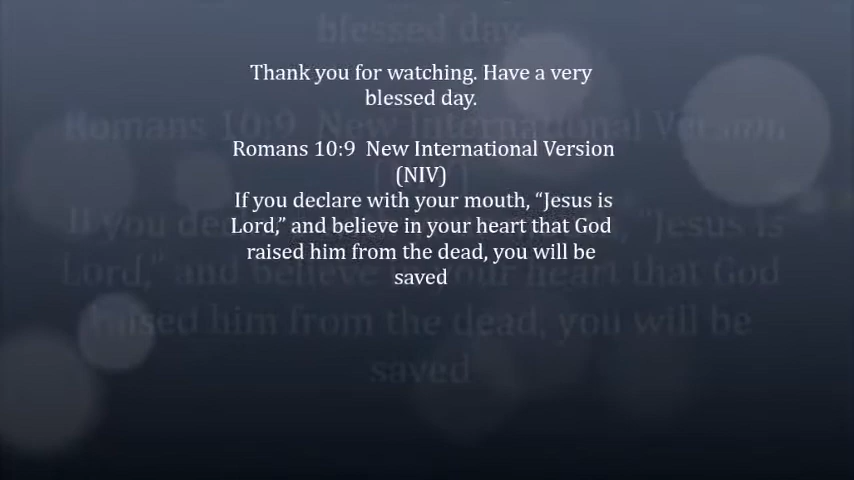 blessed day.
Thank you for watching. Have a very
blessed day.
Romans 10:9 New International Version
(NIV)
If you declare with your mouth, “Jesus is
Lord,” and believe in your heart that God
raised him from the dead, you will be
saved